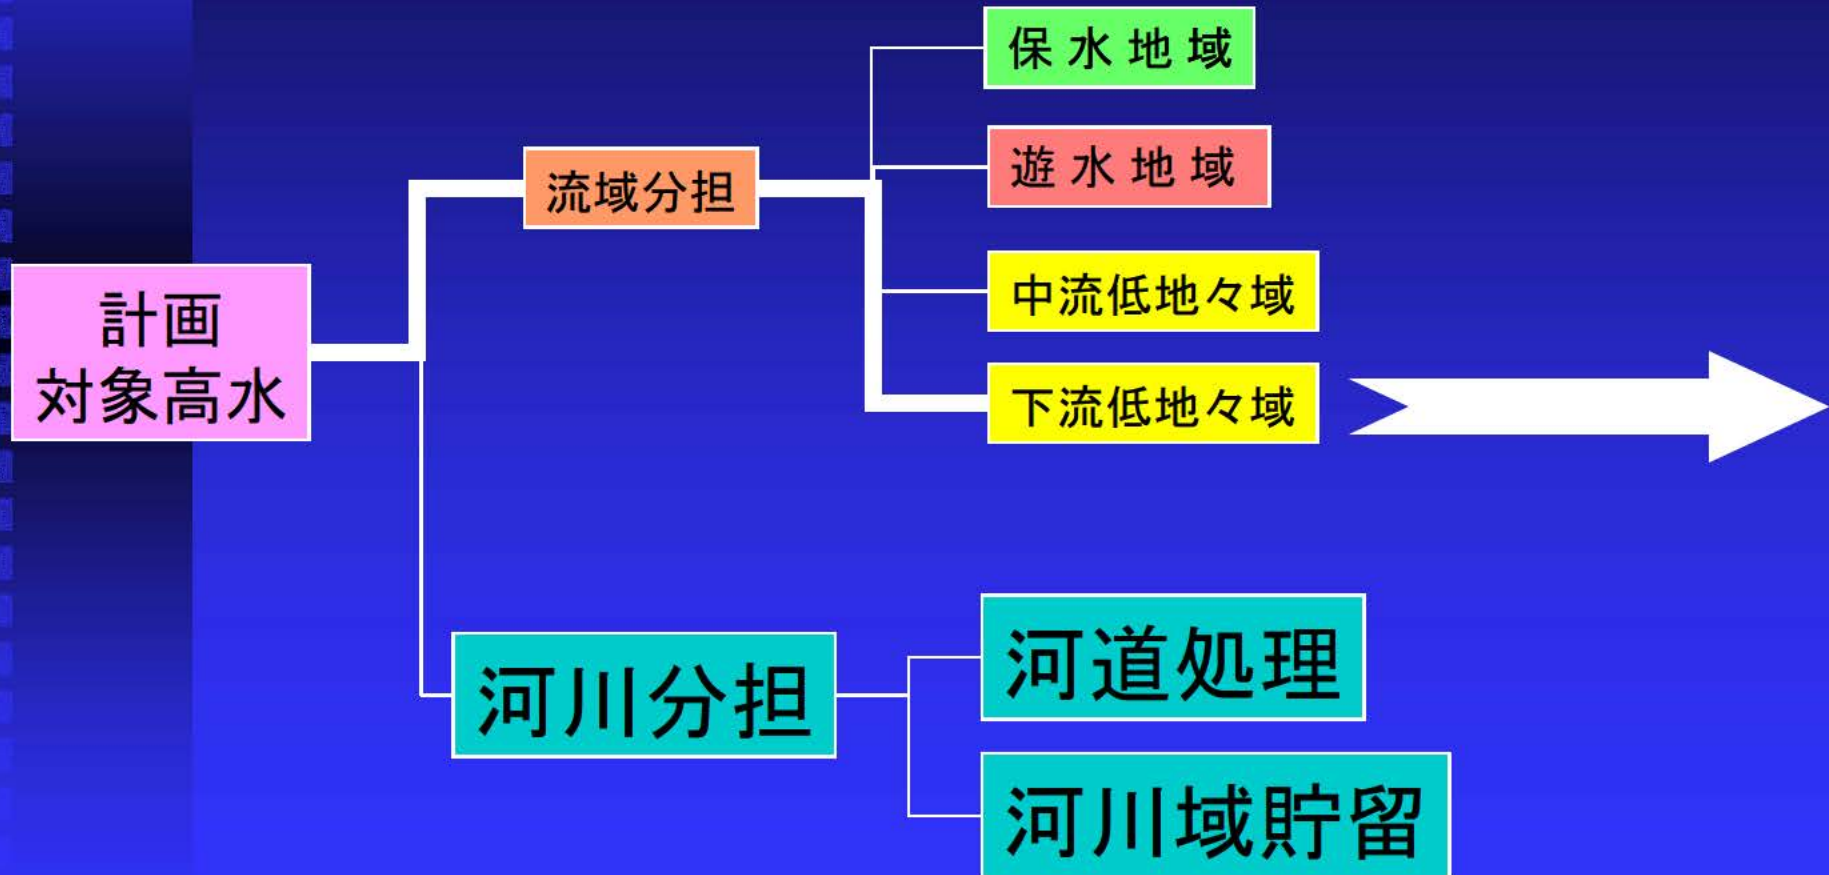 保水地域
遊水地域
流域分担
中流低地々域
計画
対象高水
下流低地々域
河川分担
河道処理
河川域貯留